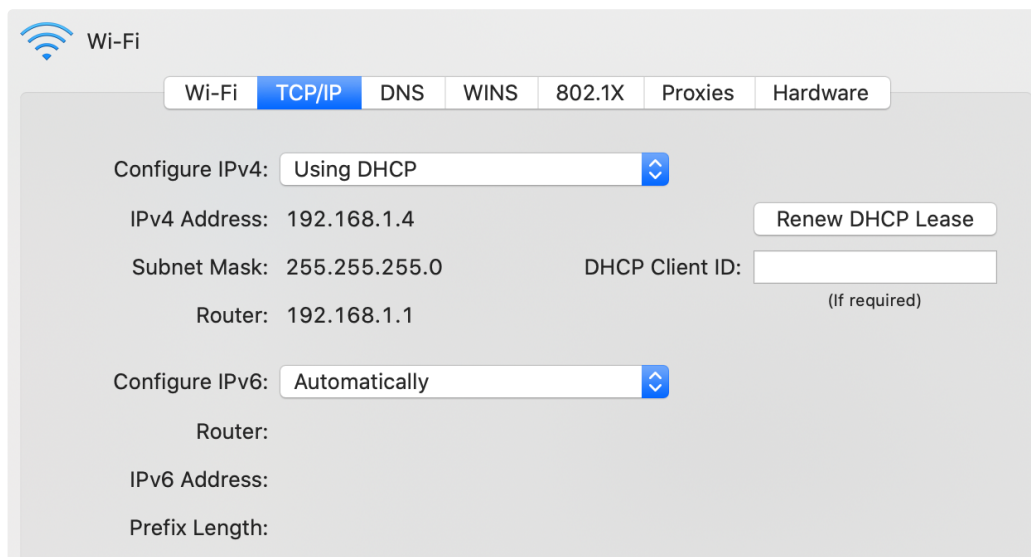 Wi-Fi
Wi-Fi TCP/IP DNS WINS 802.1X Proxies Hardware
Configure IPv4: Using DHCP
IPv4 Address: 192.168.1.4 Renew DHCP Lease
Subnet Mask: 255.255.255.0 DHCP Client ID:
(If required)
Router: 192.168.1.1
Configure IPv6: Automatically
Router:
IPv6 Address:
Prefix Length: